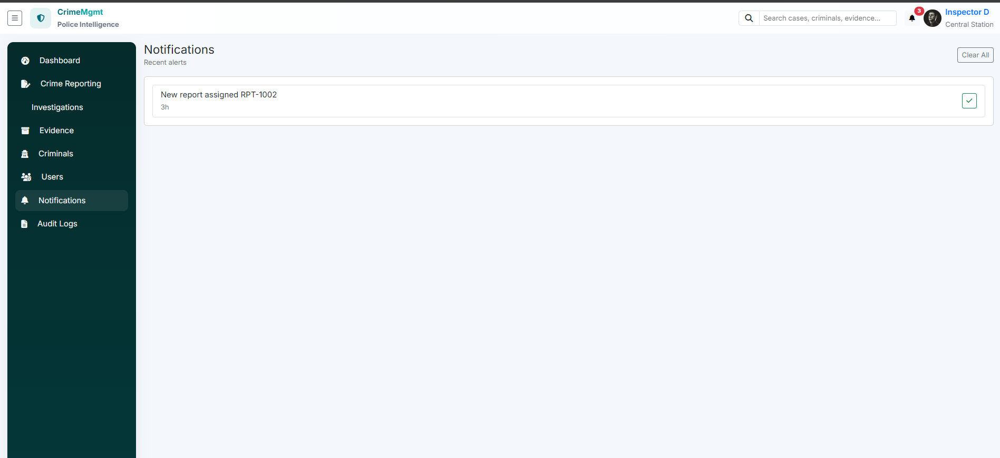 CrimeMgmt
Police Intelligence
Search cases, criminals, evidence...
3
Inspector D
Central Station
Dashboard
Crime Reporting
Investigations
Evidence
Criminals
Users
Notifications
Audit Logs
Notifications
Recent alerts
Clear All
New report assigned RPT-1002
3h